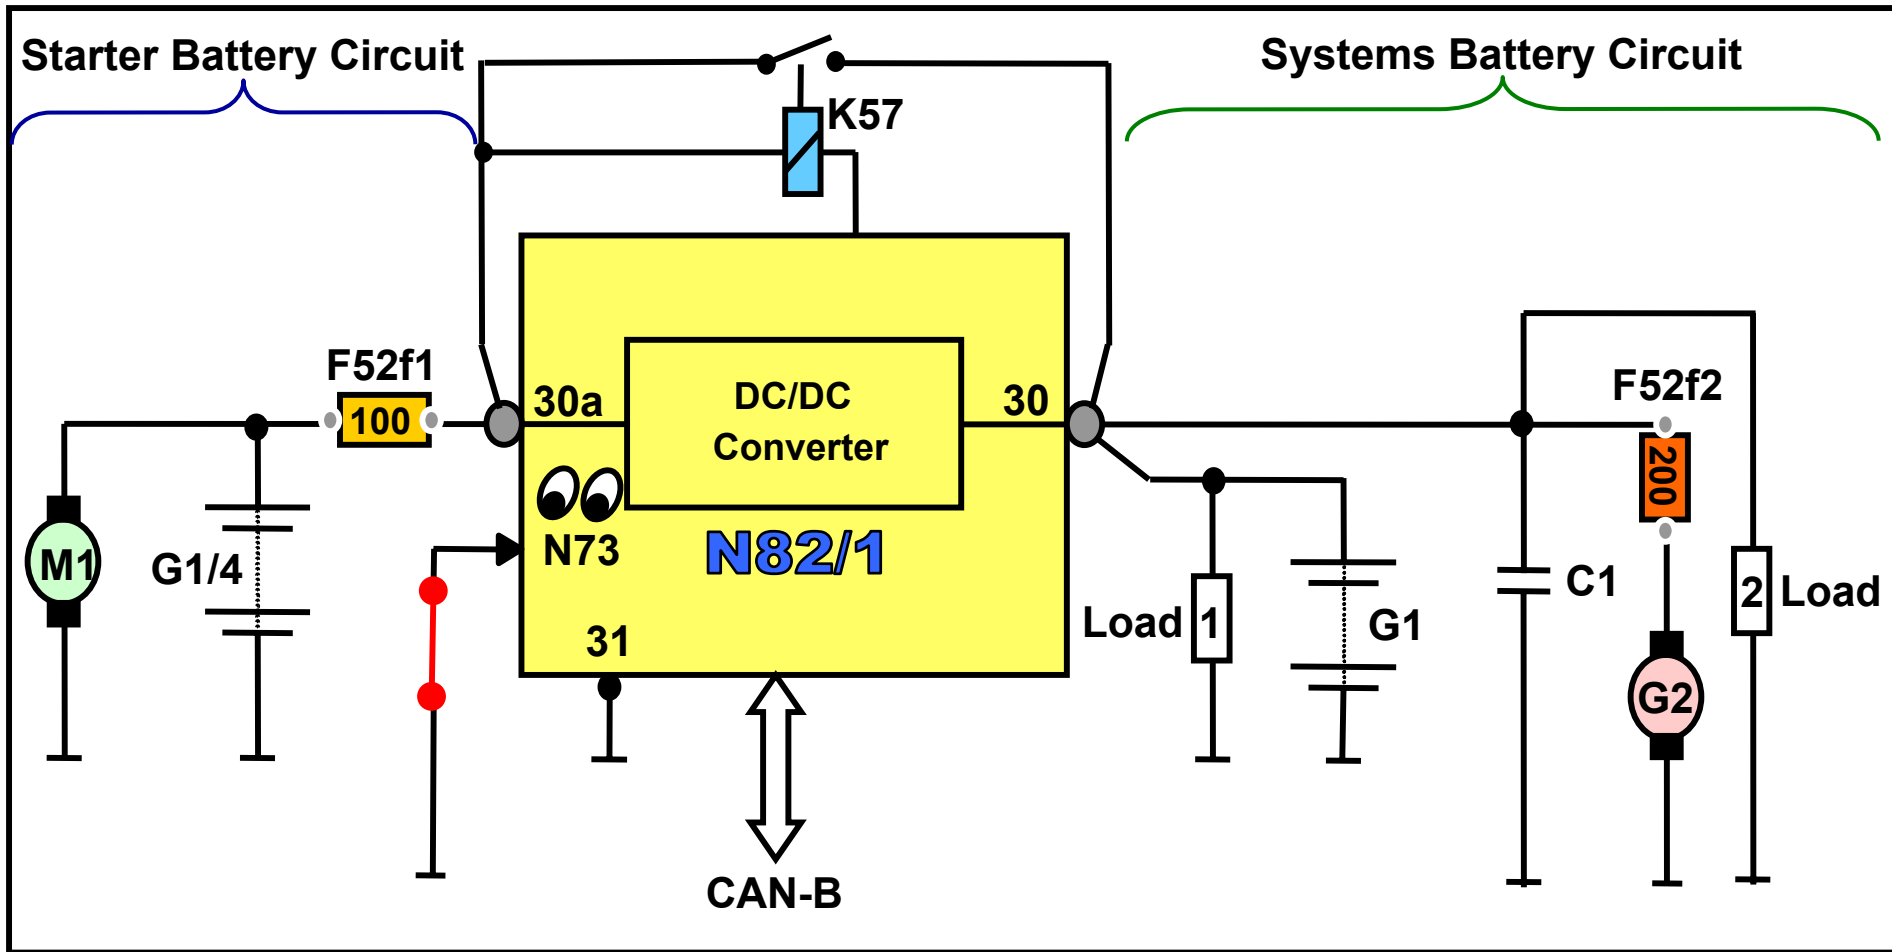 Starter Battery Circuit
Systems Battery Circuit
K57
F52f1
100
30a
DC/DC
Converter
30
F52f2
200
M1
G1/4
N73
N82/1
31
Load
1
G1
C1
2
Load
G2
CAN-B